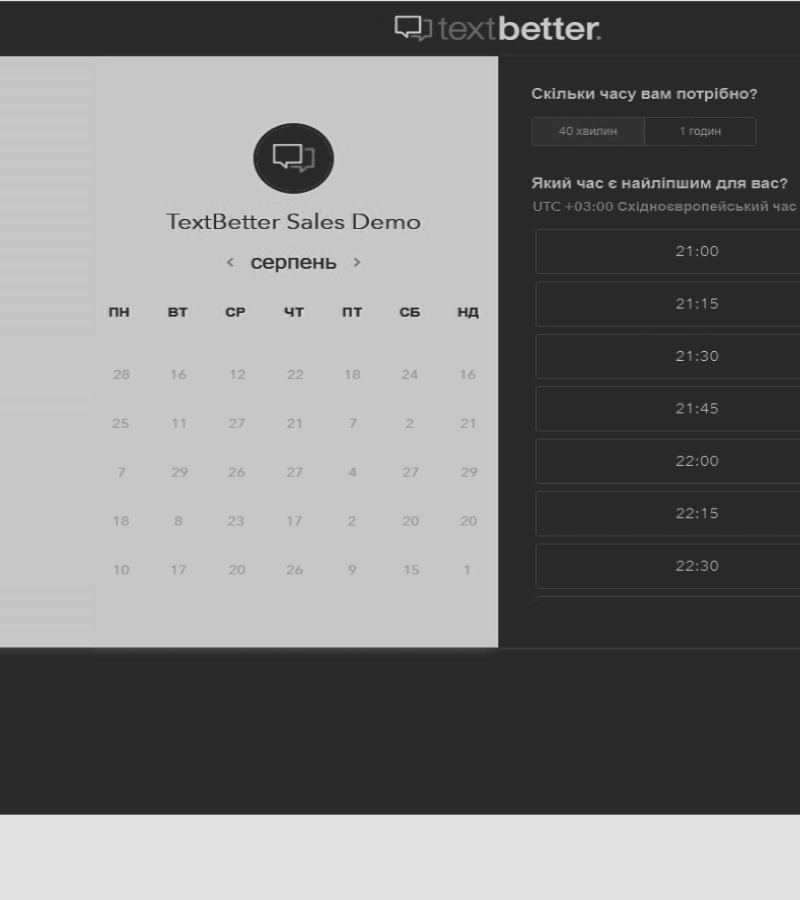 textbetter.
TextBetter Sales Demo
< серпень >
ПН ВТ СР ЧТ ПТ СБ НД
28 16 12 22 18 24 16
25 11 27 21 7 2 21
7 29 26 27 4 27 29
18 8 23 17 2 20 20
10 17 20 26 9 15 1
Скільки часу вам потрібно?
40 хвилин 1 годин
Який час є найліпшим для вас?
UTC +03:00 Східноєвропейський час
21:00
21:15
21:30
21:45
22:00
22:15
22:30